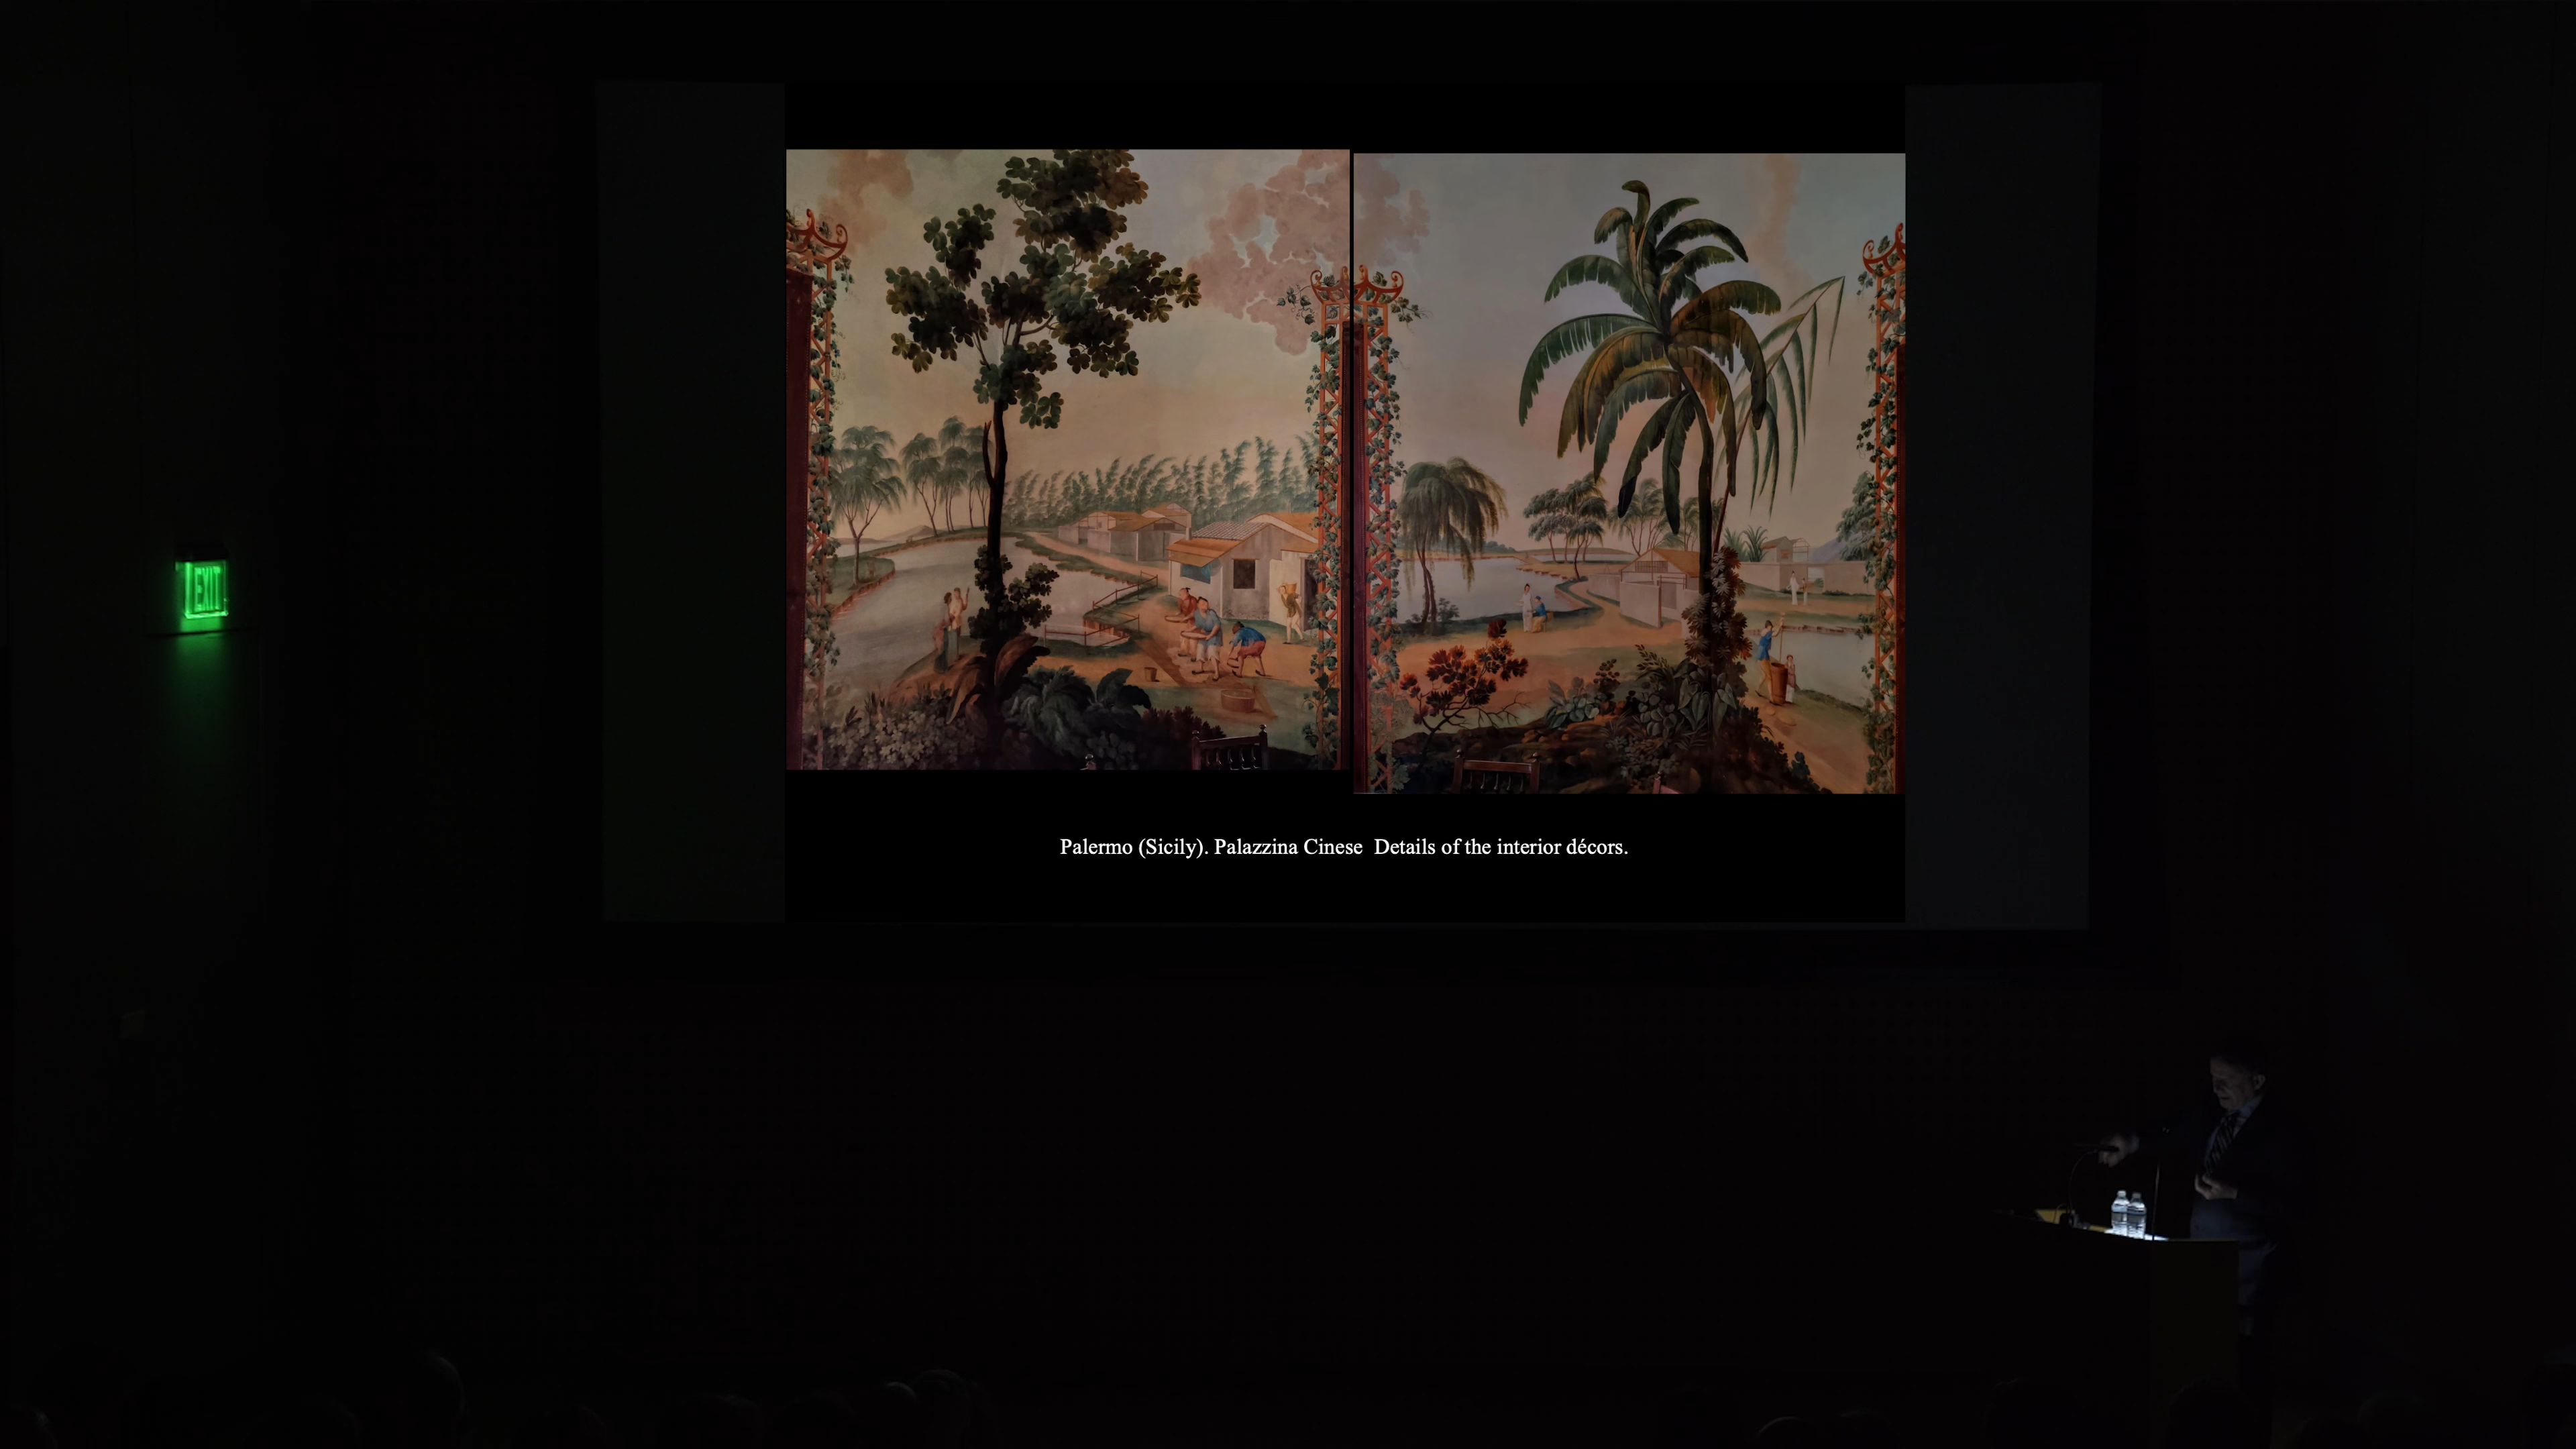 EXIT
Palermo (Sicily). Palazzina Cinese  Details of the interior décors.